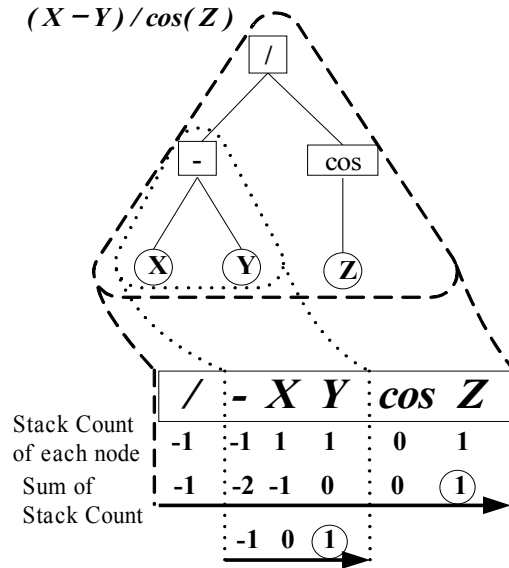 (X - Y) / cos(Z)
/
- cos
X Y Z
/ - X Y cos Z
Stack Count
of each node
-1 -1 1 1 0 1
Sum of
Stack Count
-1 -2 -1 0 0 1
-1 0 1